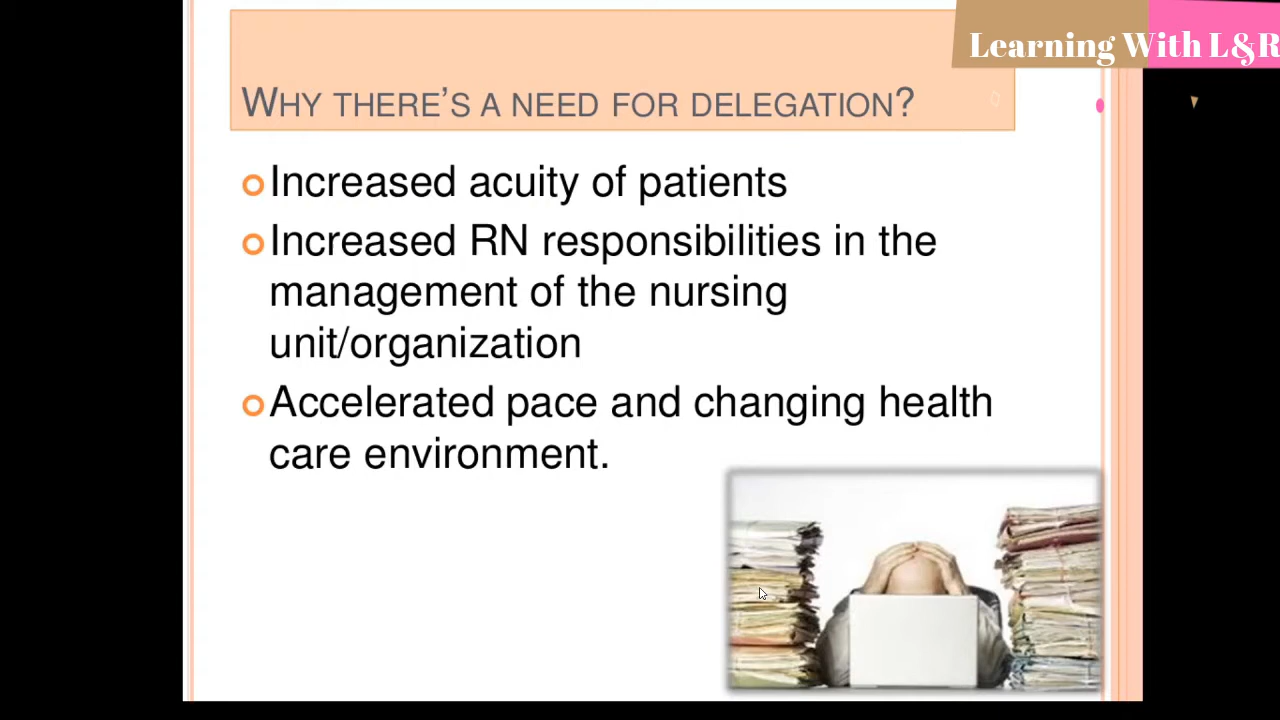 Learning With L&R
WHY THERE'S A NEED FOR DELEGATION?
Increased acuity of patients
Increased RN responsibilities in the
management of the nursing
unit/organization
Accelerated pace and changing health
care environment.